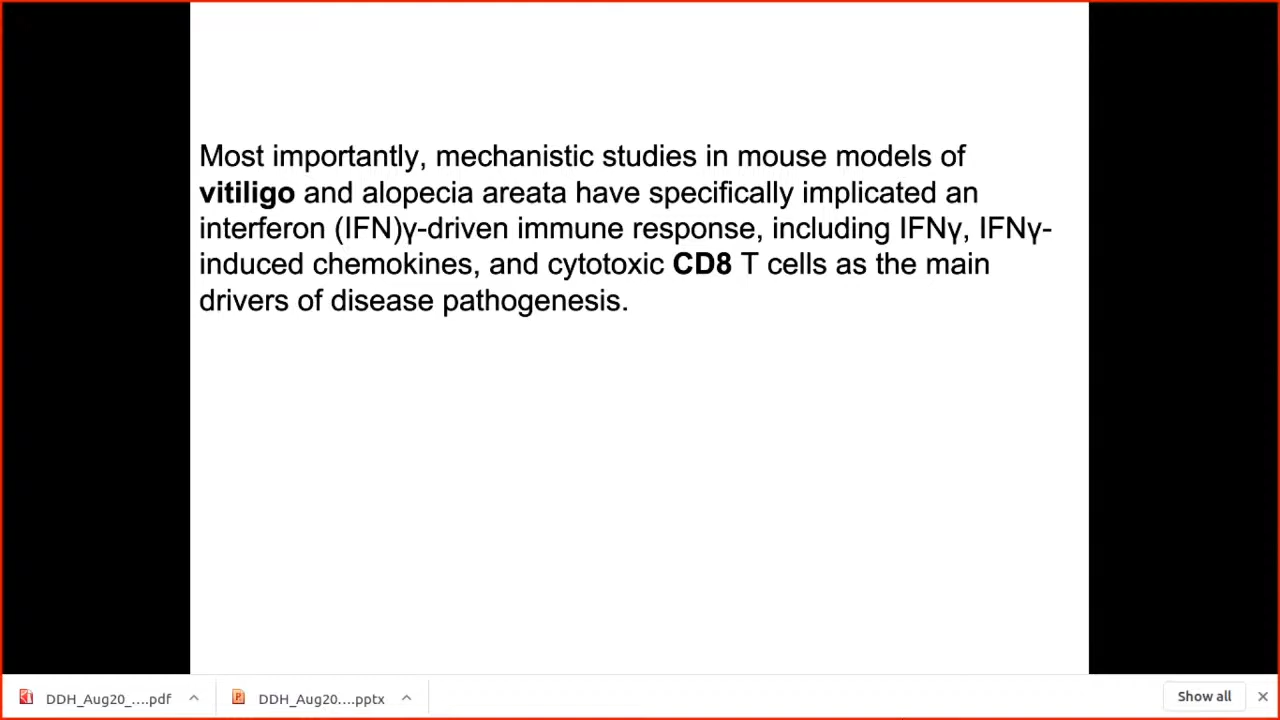 Most importantly, mechanistic studies in mouse models of
vitiligo and alopecia areata have specifically implicated an
interferon (IFN)γ-driven immune response, including IFNγ, IFNγ-
induced chemokines, and cytotoxic CD8 T cells as the main
drivers of disease pathogenesis.
DDH_Aug20_....pdf
DDH_Aug20....pptx
Show all